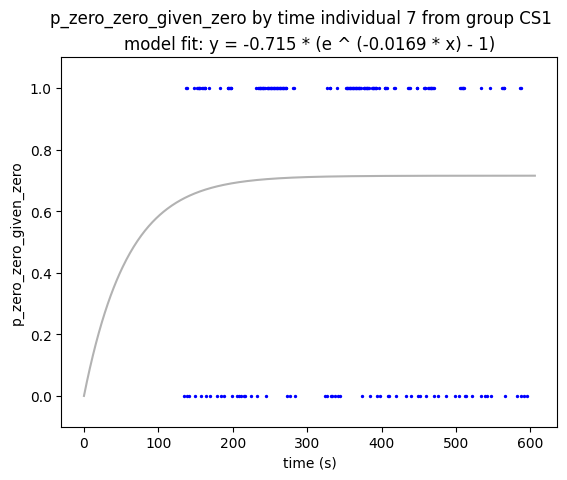 p_zero_zero_given_zero by time individual 7 from group CS1
model fit: y = -0.715 * (e ^ (-0.0169 * x) - 1)
1.0
0.8
0.6
0.4
0.2
0.0
p_zero_zero_given_zero
0 100 200 300 400 500 600
time (s)